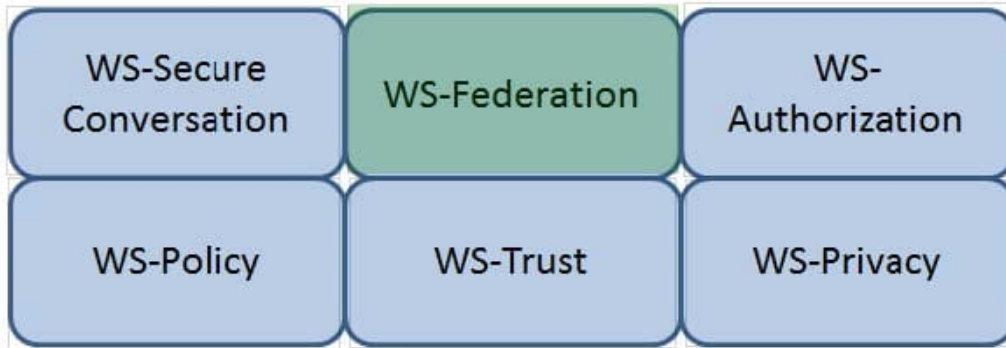 WS-Secure
Conversation
WS-Federation
WS-
Authorization
WS-Policy
WS-Trust
WS-Privacy